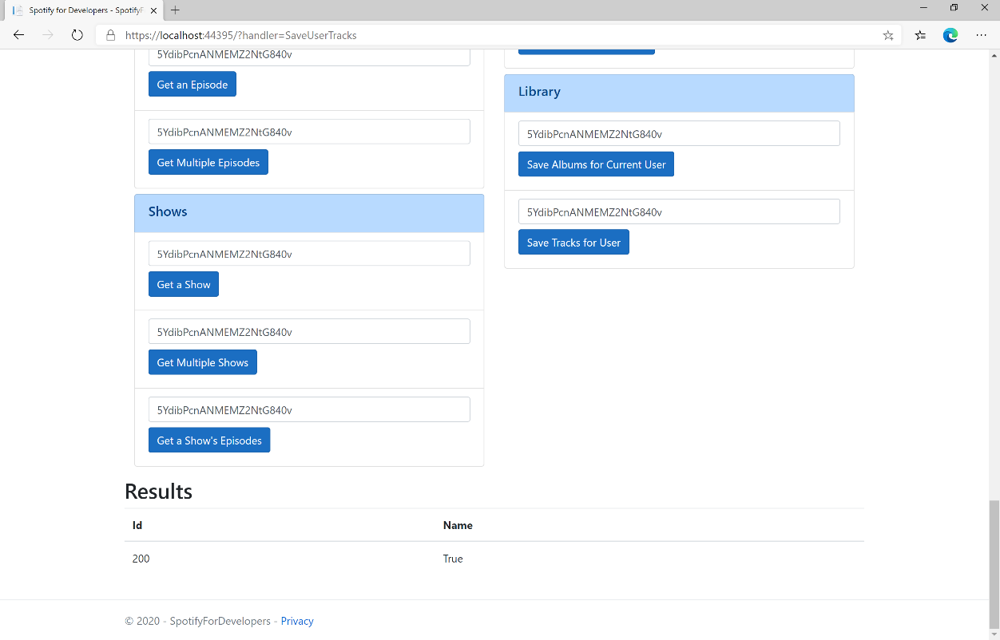 Spotify for Developers - SpotifyF
https://localhost:44395/?handler=SaveUserTracks
5YdibPcnANMEMZ2NtG840v
Get an Episode
5YdibPcnANMEMZ2NtG840v
Get Multiple Episodes
Shows
5YdibPcnANMEMZ2NtG840v
Get a Show
5YdibPcnANMEMZ2NtG840v
Get Multiple Shows
5YdibPcnANMEMZ2NtG840v
Get a Show's Episodes
Library
5YdibPcnANMEMZ2NtG840v
Save Albums for Current User
5YdibPcnANMEMZ2NtG840v
Save Tracks for User
Results
Id Name
200 True
© 2020 - SpotifyForDevelopers - Privacy